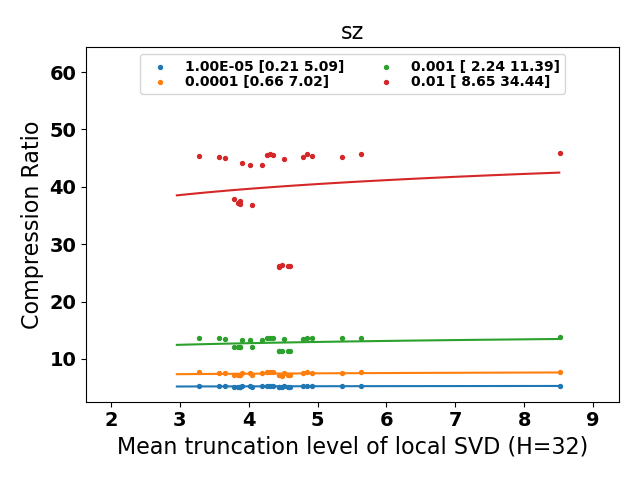 sz
1.00E-05 [0.21 5.09]
0.0001 [0.66 7.02]
0.001 [ 2.24 11.39]
0.01 [ 8.65 34.44]
Compression Ratio
60
50
40
30
20
10
2 3 4 5 6 7 8 9
Mean truncation level of local SVD (H=32)